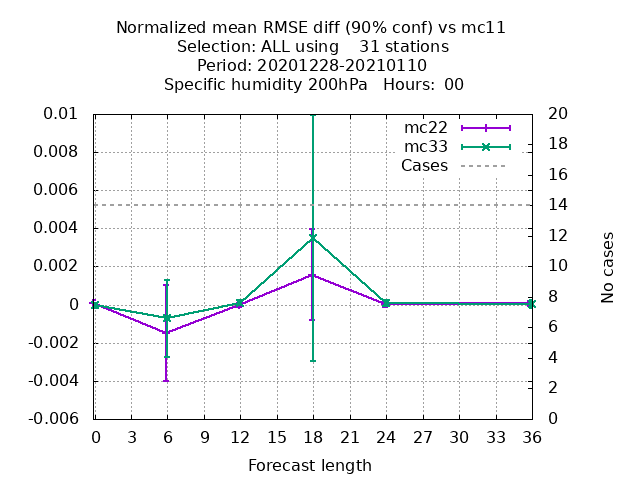 Normalized mean RMSE diff (90% conf) vs mc11
Selection: ALL using    31 stations
Period: 20201228-20210110
Specific humidity 200hPa   Hours:  00
0.01
0.008
0.006
0.004
0.002
0
-0.002
-0.004
-0.006
20
18
16
14
12
10
8
6
4
2
0
No cases
mc22
mc33
Cases
0 3 6 9 12 15 18 21 24 27 30 33 36
Forecast length